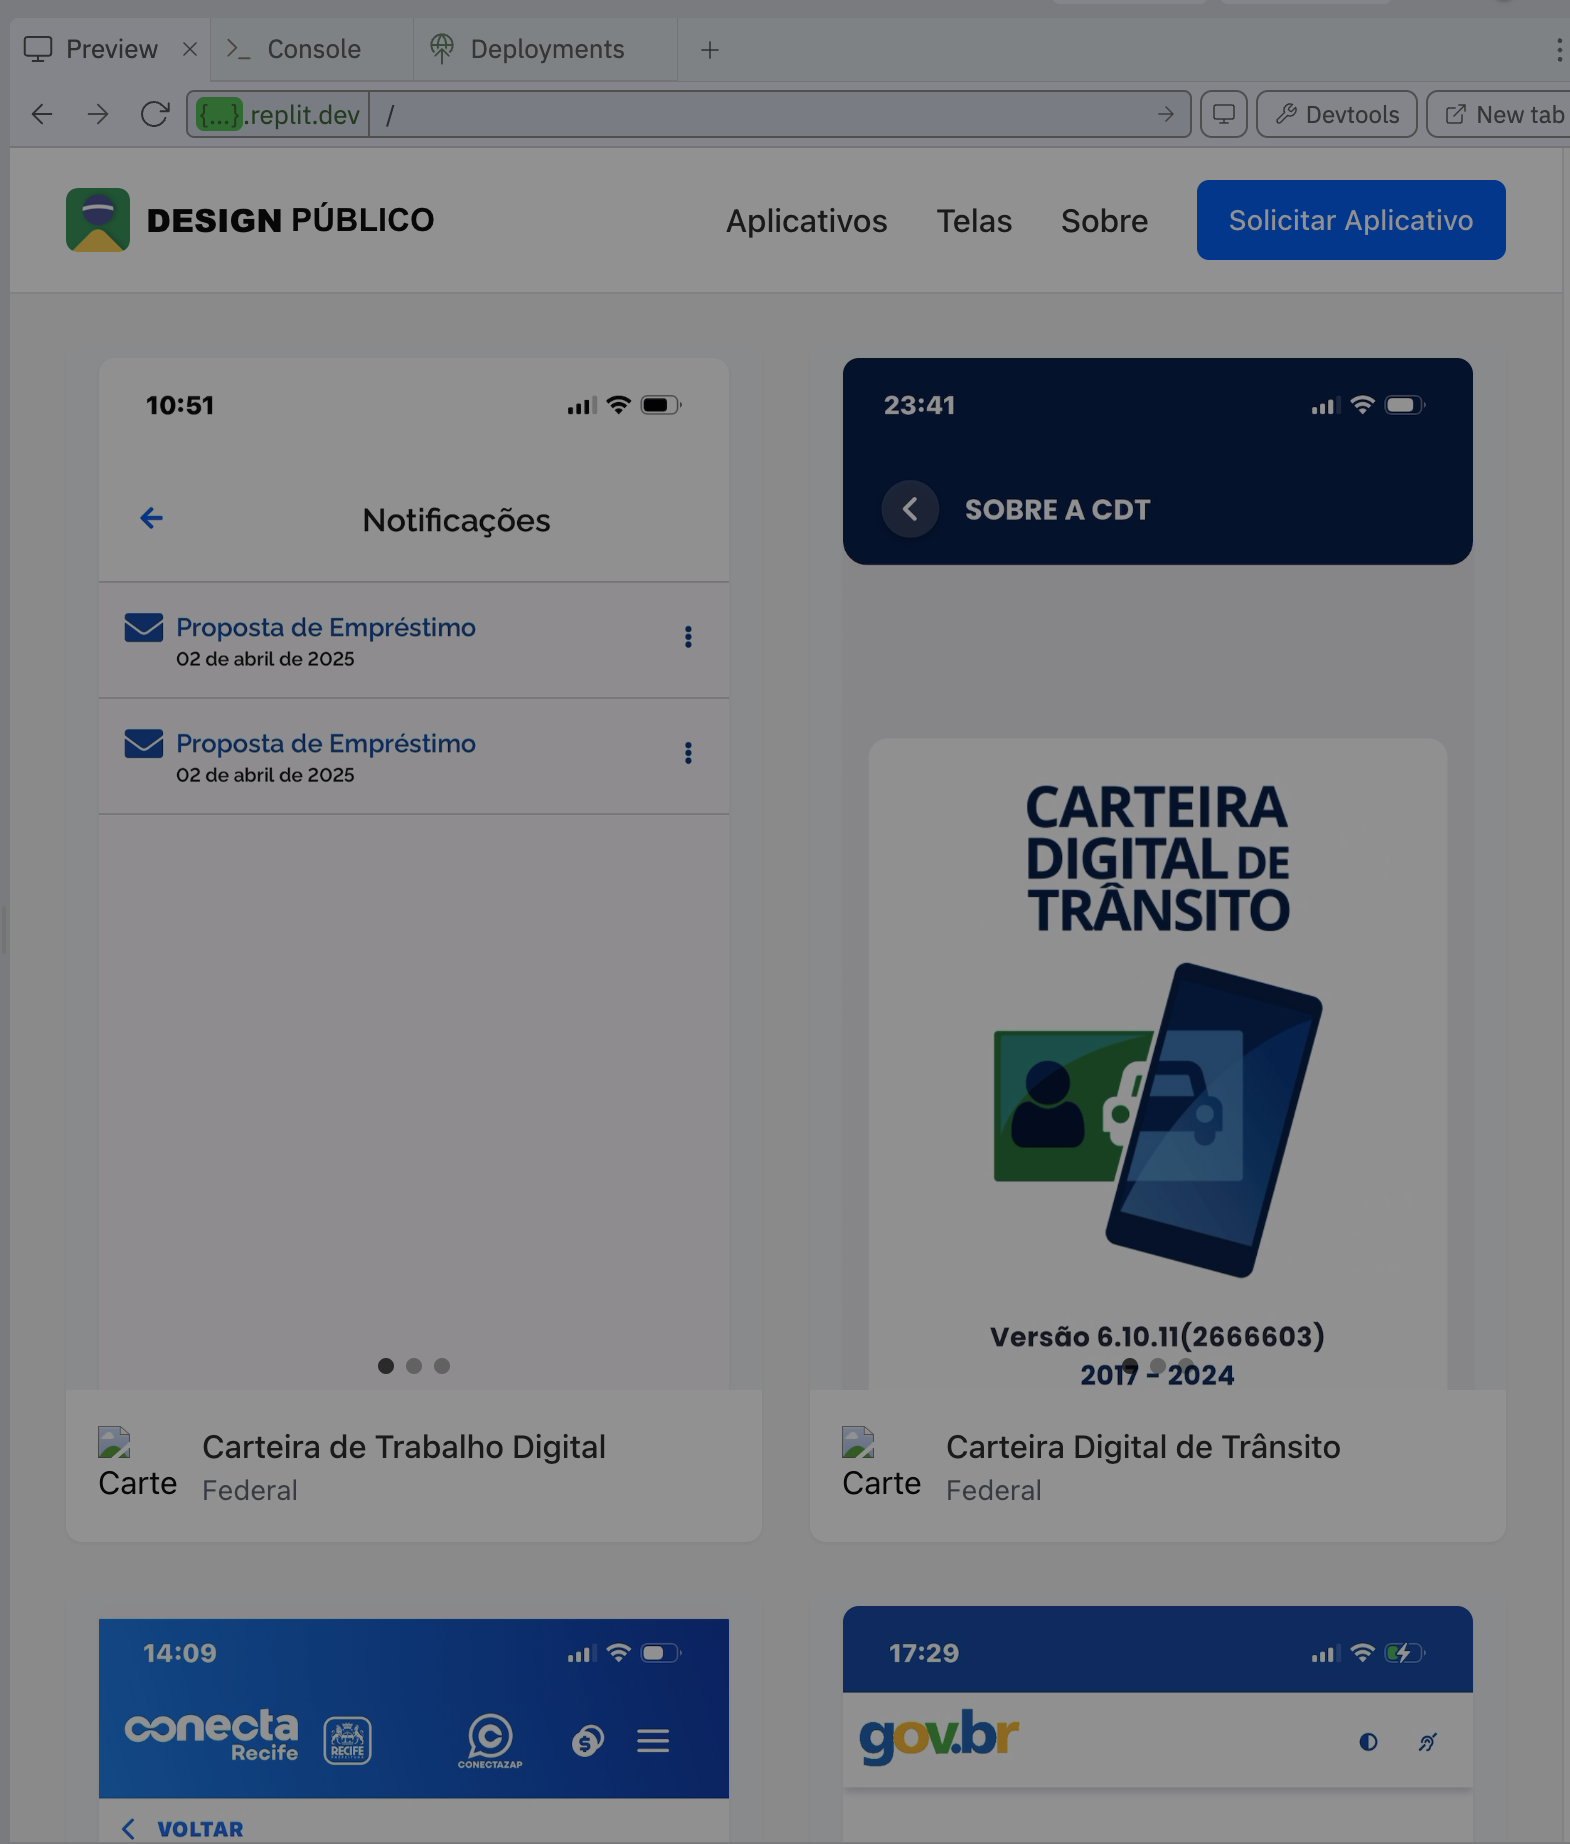 Preview
Console
Deployments
{...}.replit.dev /
Devtools
New tab
DESIGN PÚBLICO
Aplicativos
Telas
Sobre
Solicitar Aplicativo
10:51
Notificações
Proposta de Empréstimo
02 de abril de 2025
Proposta de Empréstimo
02 de abril de 2025
Carte
Carteira de Trabalho Digital
Federal
23:41
SOBRE A CDT
CARTEIRA
DIGITAL DE
TRÂNSITO
Versão 6.10.11(2666603)
2017 - 2024
Carte
Carteira Digital de Trânsito
Federal
14:09
conecta
Recife
RECIFE
CONECTAZAP
VOLTAR
17:29
gov.br